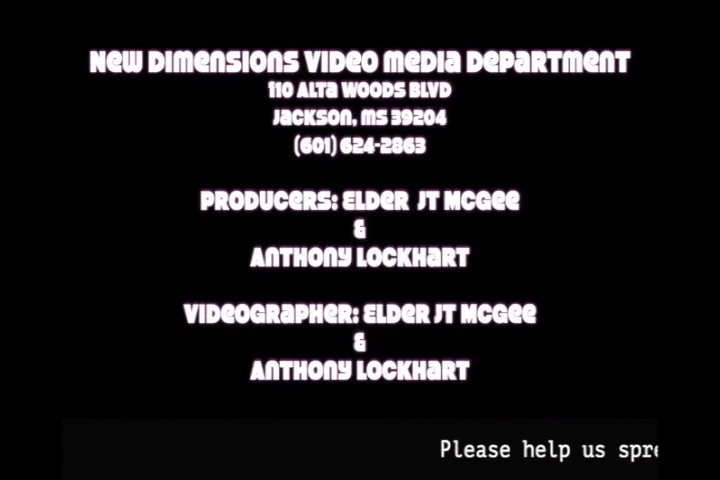 New Dimensions Video Media Department
110 Alta Woods Blvd
Jackson, MS 39204
(601) 624-2863
Producers: Elder JT McGee
&
Anthony Lockhart
Videographer: Elder JT McGee
&
Anthony Lockhart
Please help us